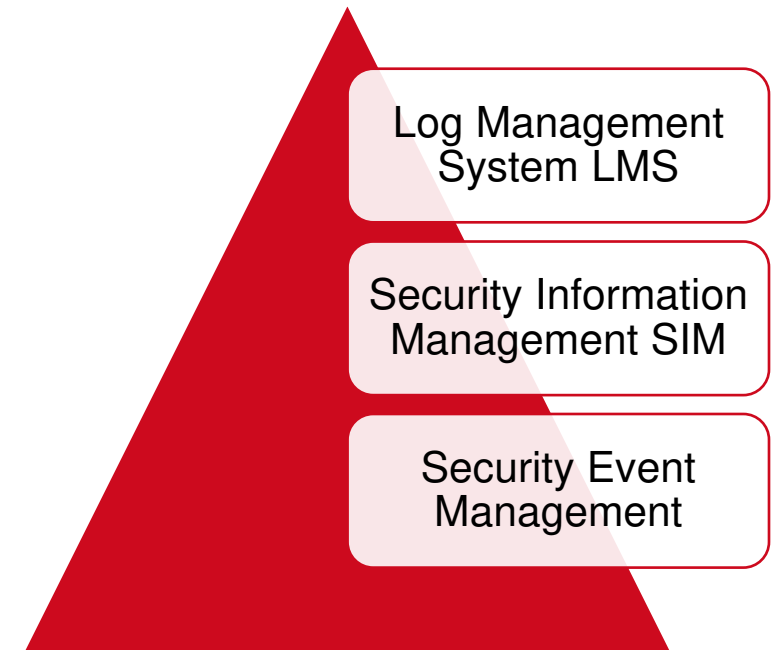 Log Management
System LMS
Security Information
Management SIM
Security Event
Management